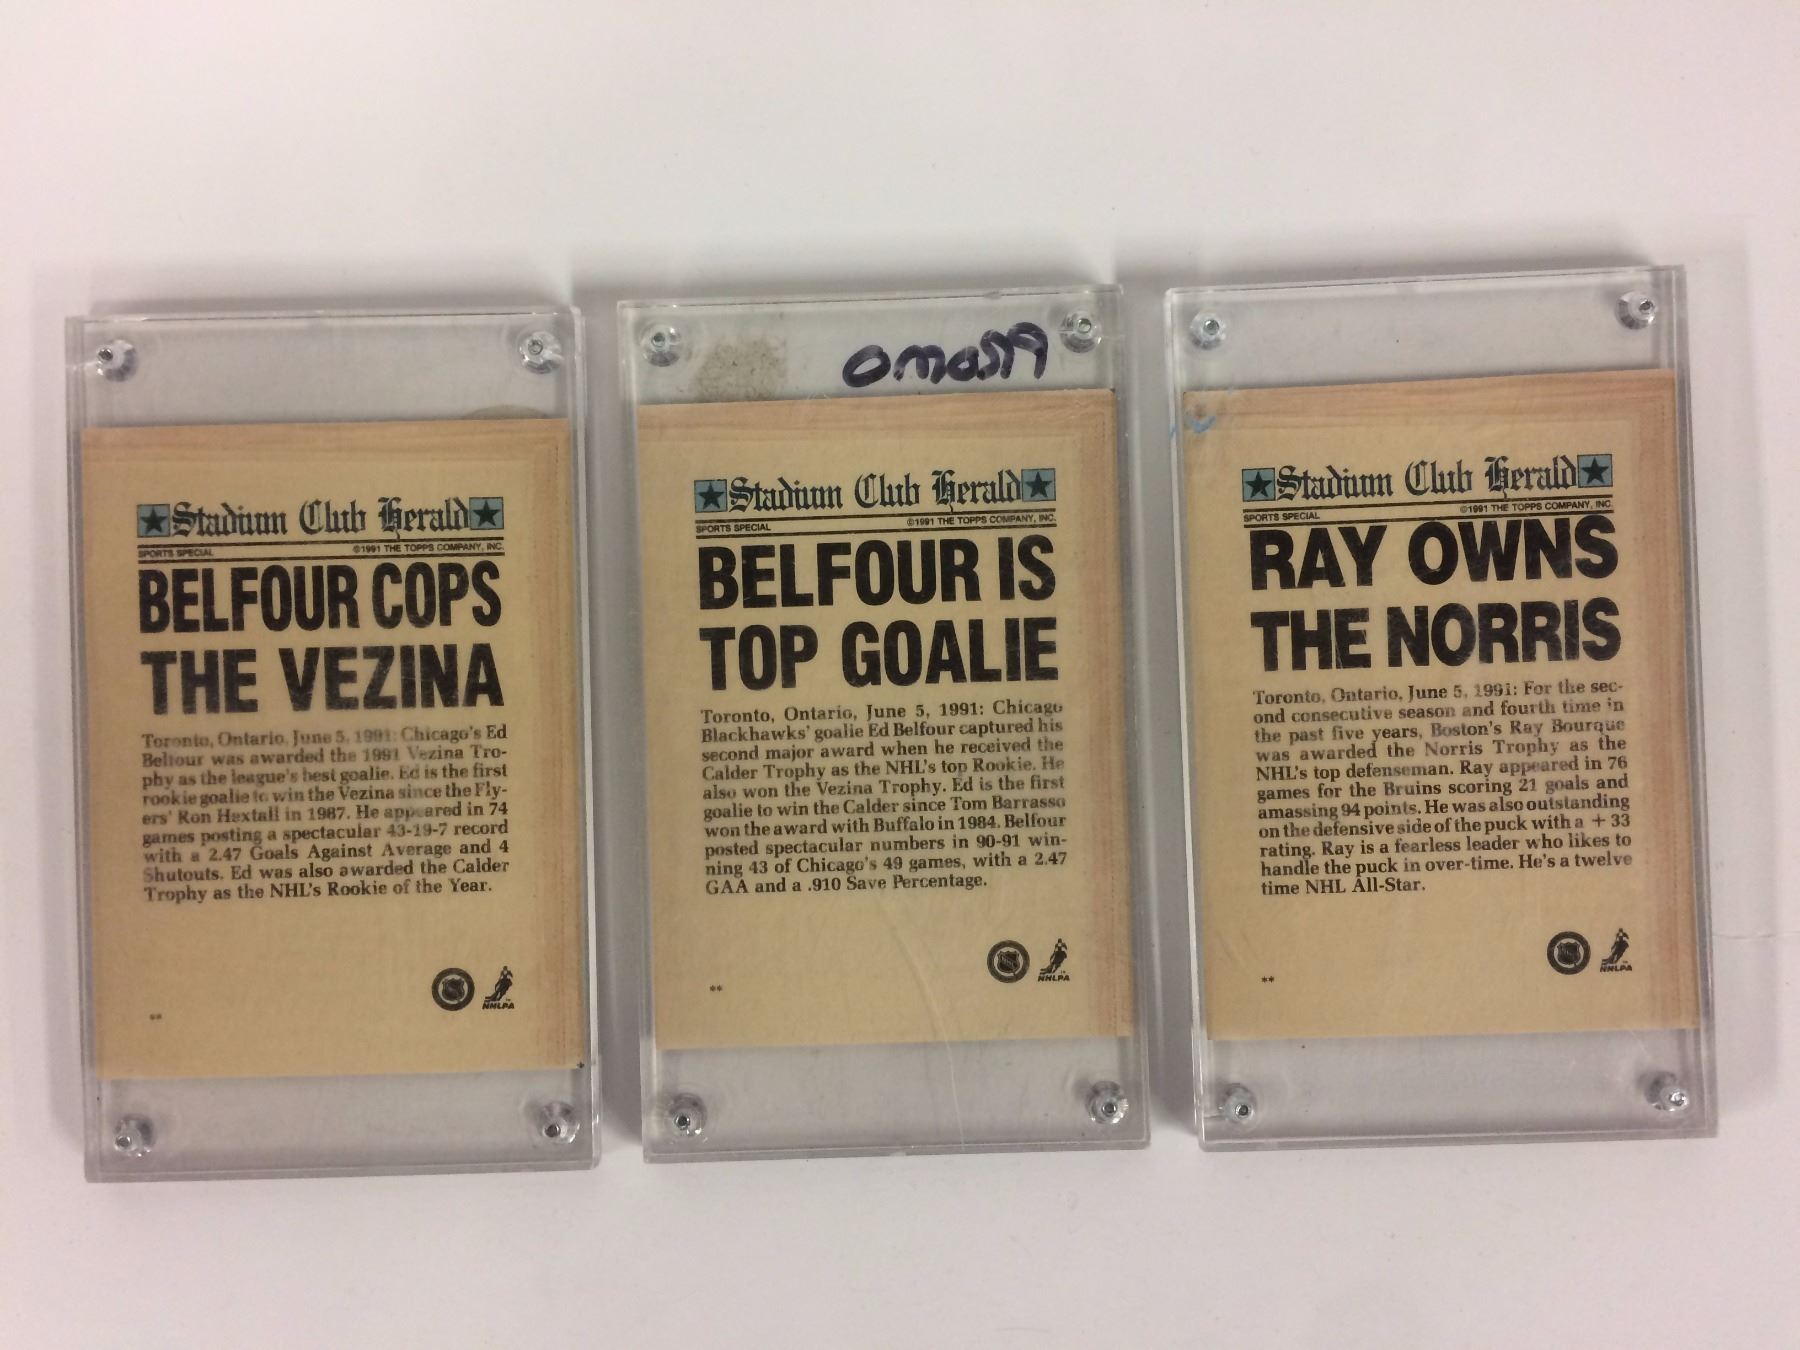 Stadium Club Herald
SPORTS SPECIAL ©1991 THE TOPPS COMPANY, INC.
BELFOUR COPS
THE VEZINA
Toronto, Ontario, June 5, 1991: Chicago's Ed
Belfour was awarded the 1991 Vezina Tro-
phy as the league's best goalie. Ed is the first
rookie goalie to win the Vezina since the Fly-
ers' Ron Hextall in 1987. He appeared in 74
games posting a spectacular 43-19-7 record
with a 2.47 Goals Against Average and 4
Shutouts. Ed was also awarded the Calder
Trophy as the NHL's Rookie of the Year.
NHLPA
**
Stadium Club Herald
SPORTS SPECIAL ©1991 THE TOPPS COMPANY, INC.
BELFOUR IS
TOP GOALIE
Toronto, Ontario, June 5, 1991: Chicago
Blackhawks' goalie Ed Belfour captured his
second major award when he received the
Calder Trophy as the NHL's top Rookie. He
also won the Vezina Trophy. Ed is the first
goalie to win the Calder since Tom Barrasso
won the award with Buffalo in 1984. Belfour
posted spectacular numbers in 90-91 win-
ning 43 of Chicago's 49 games, with a 2.47
GAA and a .910 Save Percentage.
NHLPA
**
Stadium Club Herald
SPORTS SPECIAL ©1991 THE TOPPS COMPANY, INC.
RAY OWNS
THE NORRIS
Toronto, Ontario, June 5, 1991: For the sec-
ond consecutive season and fourth time in
the past five years, Boston's Ray Bourque
was awarded the Norris Trophy as the
NHL's top defenseman. Ray appeared in 76
games for the Bruins scoring 21 goals and
amassing 94 points. He was also outstanding
on the defensive side of the puck with a + 33
rating. Ray is a fearless leader who likes to
handle the puck in over-time. He's a twelve
time NHL All-Star.
NHLPA
**